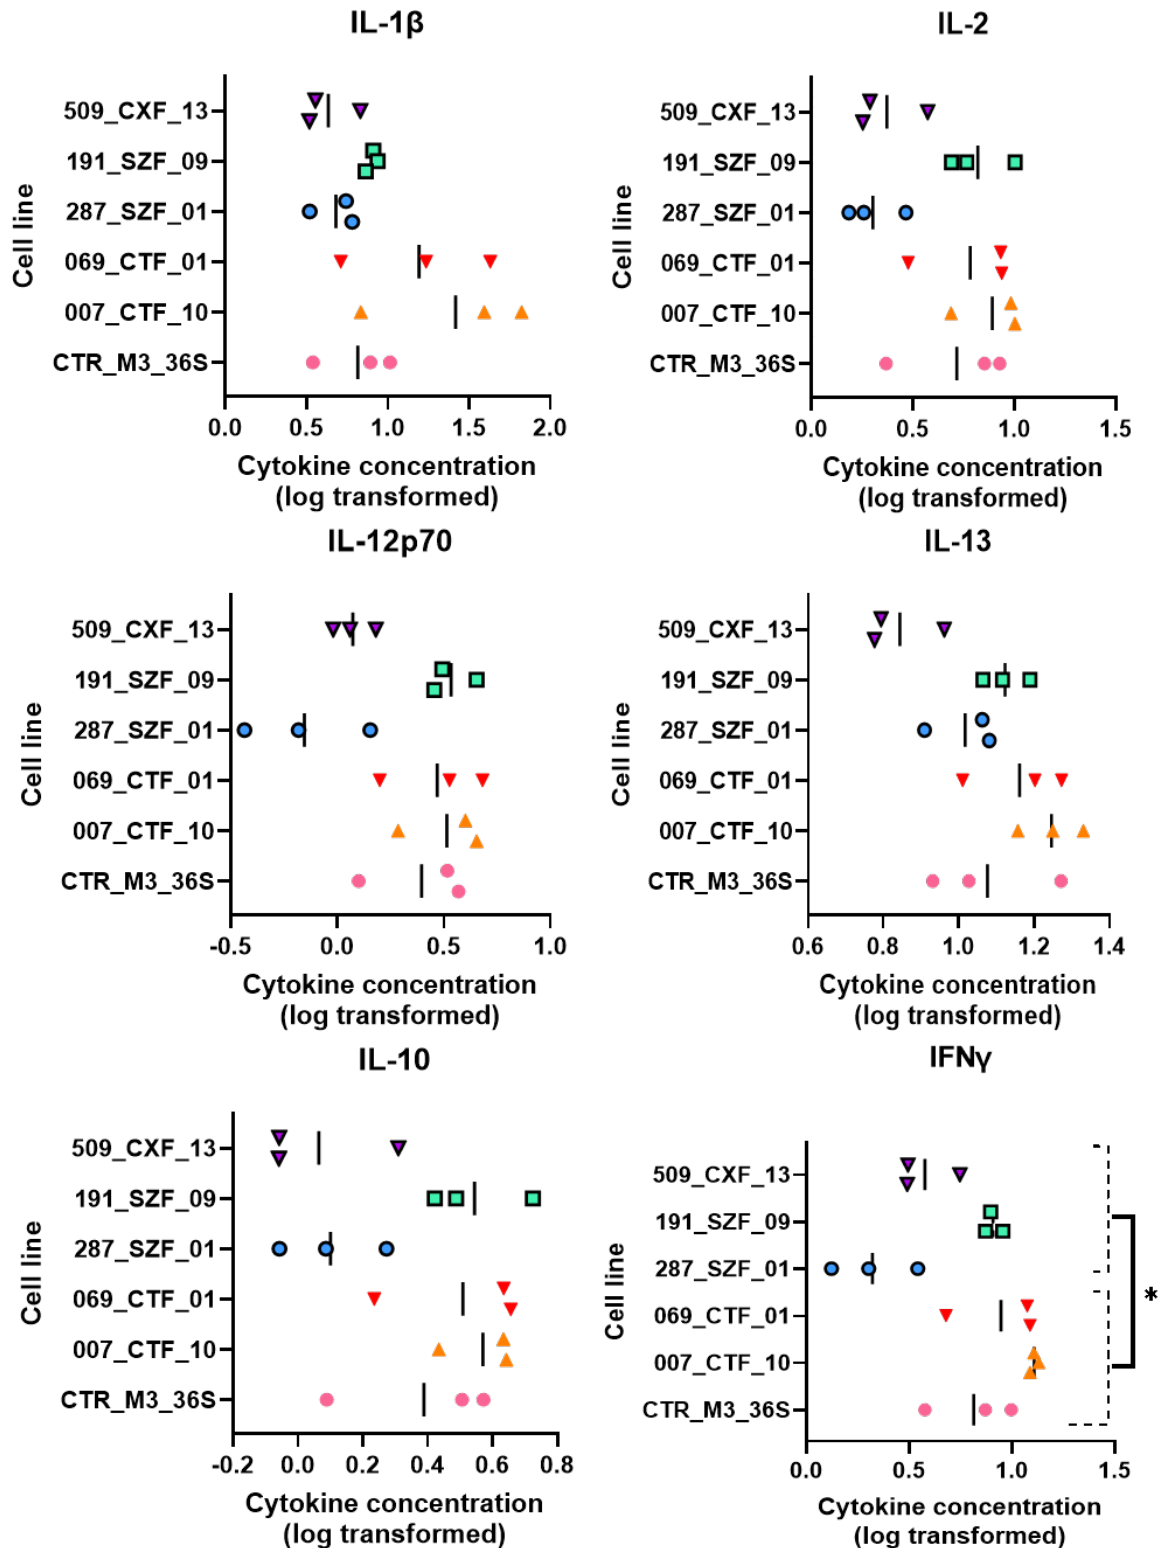 IL-1β
Cell line
509_CXF_13
191_SZF_09
287_SZF_01
069_CTF_01
007_CTF_10
CTR_M3_36S
0.0 0.5 1.0 1.5 2.0
Cytokine concentration
(log transformed)
IL-2
Cell line
509_CXF_13
191_SZF_09
287_SZF_01
069_CTF_01
007_CTF_10
CTR_M3_36S
0.0 0.5 1.0 1.5
Cytokine concentration
(log transformed)
IL-12p70
Cell line
509_CXF_13
191_SZF_09
287_SZF_01
069_CTF_01
007_CTF_10
CTR_M3_36S
-0.5 0.0 0.5 1.0
Cytokine concentration
(log transformed)
IL-13
Cell line
509_CXF_13
191_SZF_09
287_SZF_01
069_CTF_01
007_CTF_10
CTR_M3_36S
0.6 0.8 1.0 1.2 1.4
Cytokine concentration
(log transformed)
IL-10
Cell line
509_CXF_13
191_SZF_09
287_SZF_01
069_CTF_01
007_CTF_10
CTR_M3_36S
-0.2 0.0 0.2 0.4 0.6 0.8
Cytokine concentration
(log transformed)
IFNγ
Cell line
509_CXF_13
191_SZF_09
287_SZF_01
069_CTF_01
007_CTF_10
CTR_M3_36S
*
0.0 0.5 1.0 1.5
Cytokine concentration
(log transformed)